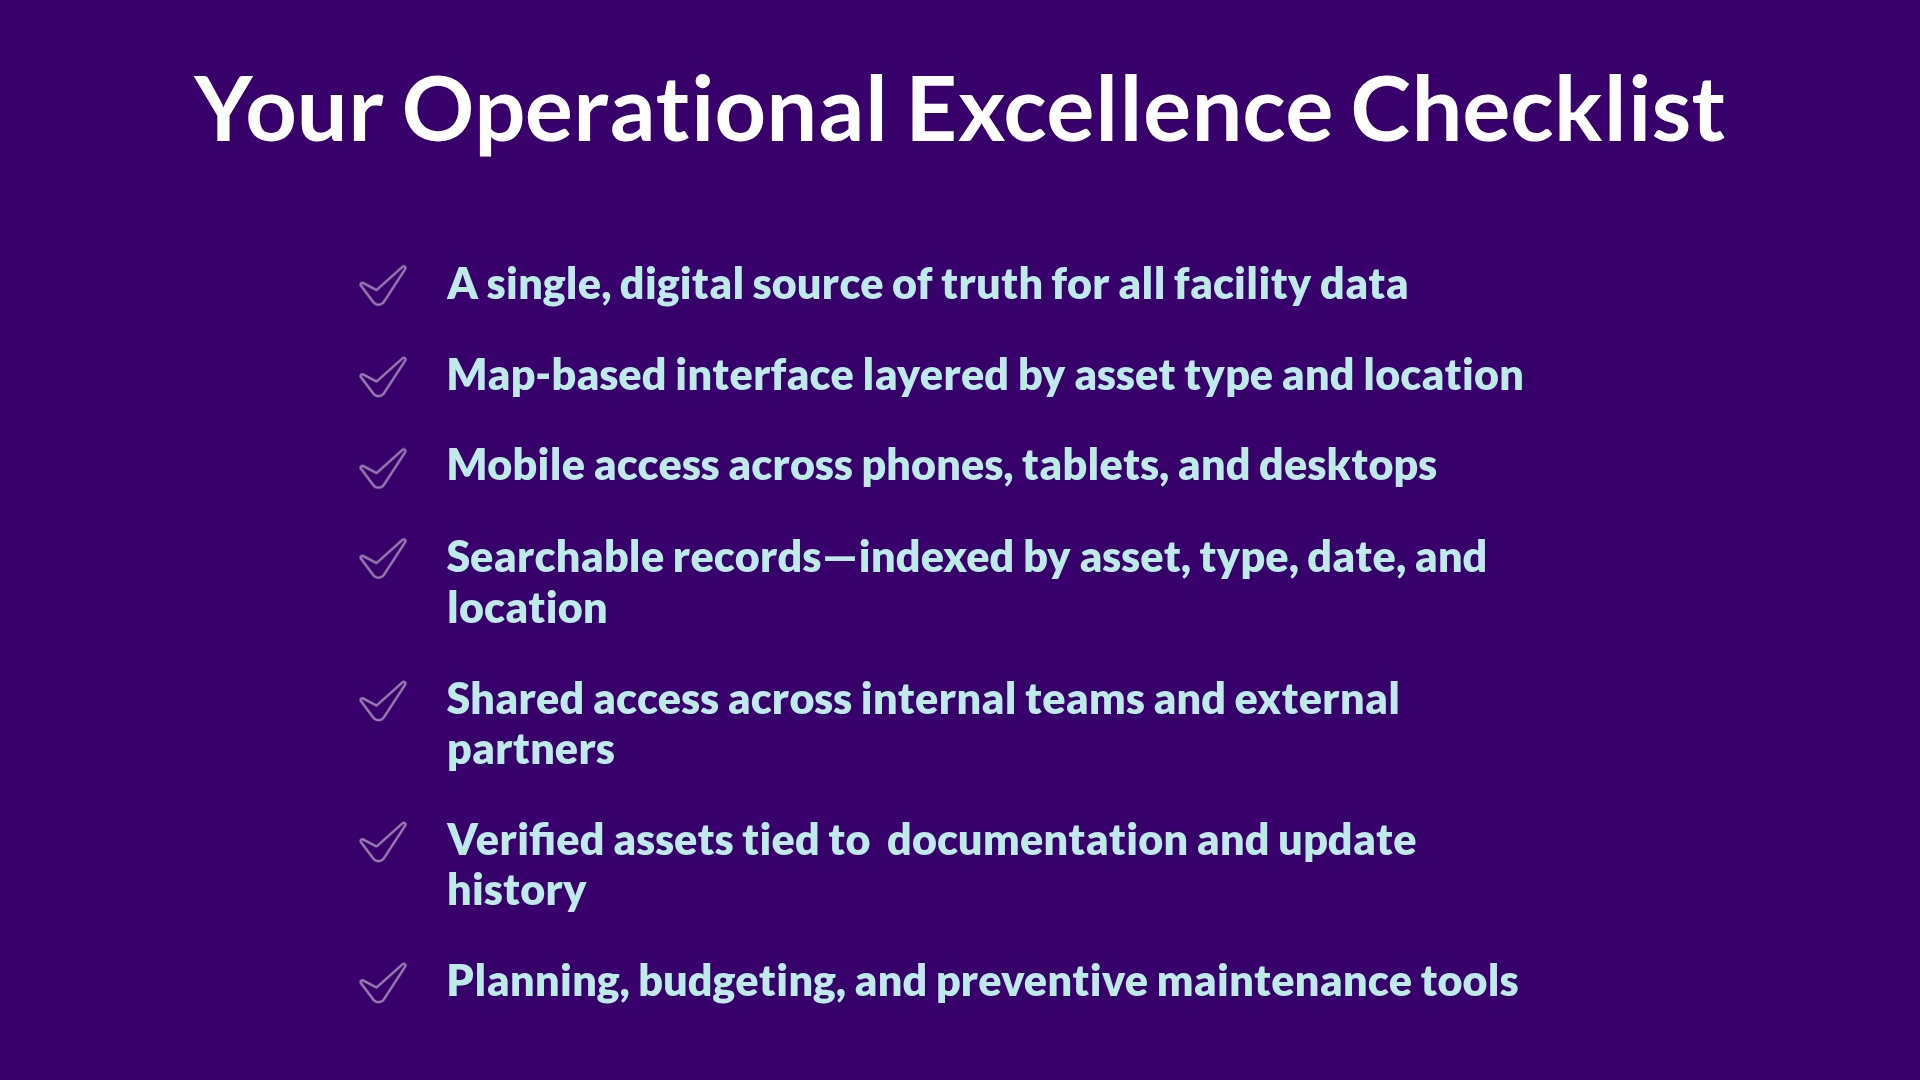 Your Operational Excellence Checklist
A single, digital source of truth for all facility data
Map-based interface layered by asset type and location
Mobile access across phones, tablets, and desktops
Searchable records—indexed by asset, type, date, and
location
Shared access across internal teams and external
partners
Verified assets tied to  documentation and update
history
Planning, budgeting, and preventive maintenance tools